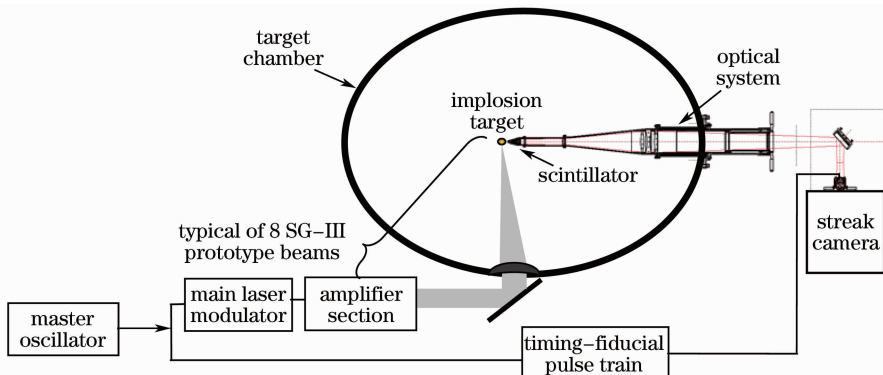 target
chamber
optical
system
implosion
target
scintillator
typical of 8 SG-III
prototype beams
streak
camera
main laser
modulator
amplifier
section
master
oscillator
timing-fiducial
pulse train